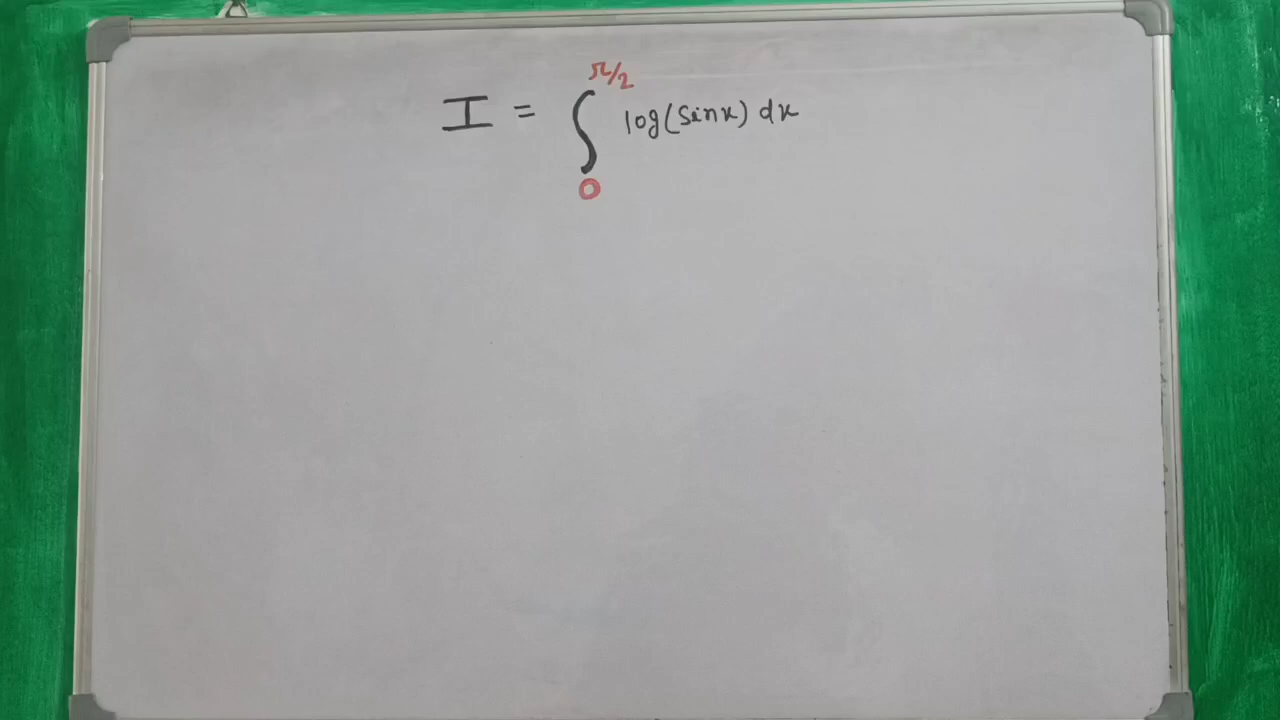 I = ∫₀^π/2 log(sinx) dx